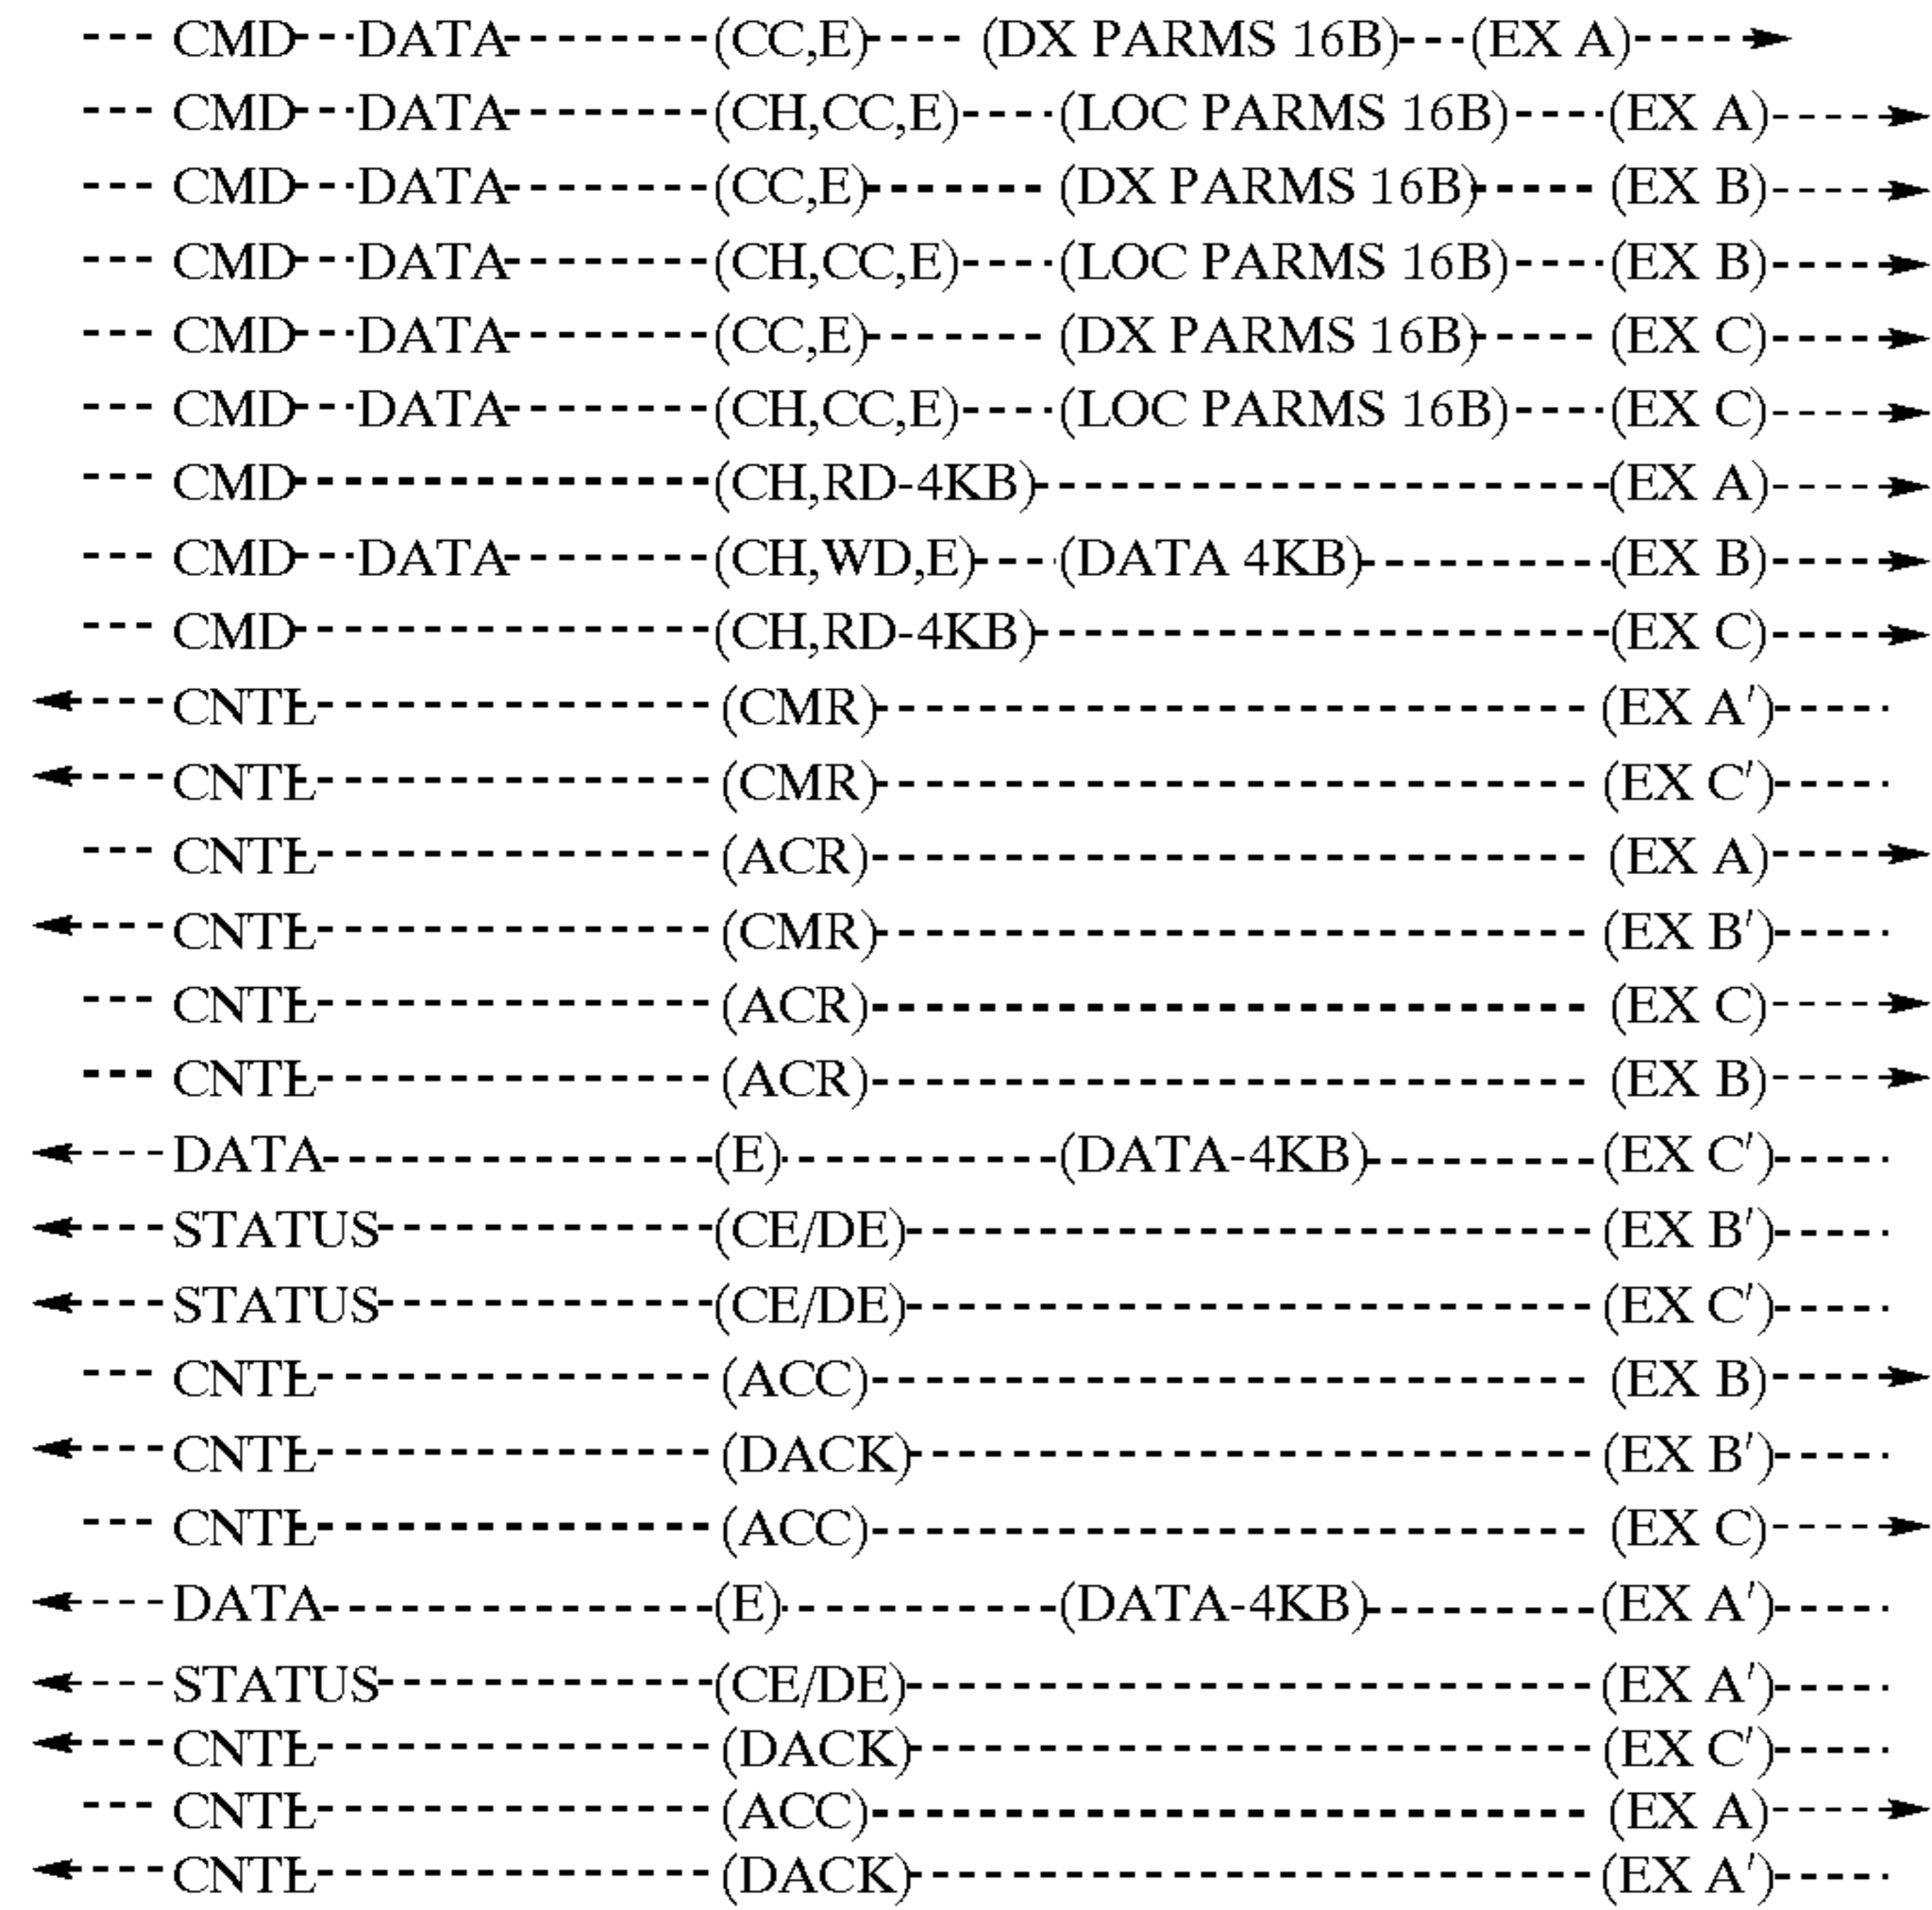 --- CMD---DATA--------(CC,E)---- (DX PARMS 16B)---(EX A)------►
--- CMD---DATA--------(CH,CC,E)----(LOC PARMS 16B)----(EX A)------►
--- CMD---DATA--------(CC,E)------- (DX PARMS 16B)----- (EX B)------►
--- CMD---DATA--------(CH,CC,E)----(LOC PARMS 16B)----(EX B)------►
--- CMD---DATA--------(CC,E)------- (DX PARMS 16B)----- (EX C)------►
--- CMD---DATA--------(CH,CC,E)----(LOC PARMS 16B)----(EX C)------►
--- CMD-----------------(CH,RD-4KB)------------------------(EX A)------►
--- CMD---DATA--------(CH,WD,E)----(DATA 4KB)----------(EX B)------►
--- CMD-----------------(CH,RD-4KB)------------------------(EX C)------►
◄----CNTL-----------------(CMR)------------------------------ (EX A')-----
◄----CNTL-----------------(CMR)------------------------------ (EX C')-----
--- CNTL-----------------(ACR)------------------------------ (EX A)------►
◄----CNTL-----------------(CMR)------------------------------ (EX B')-----
--- CNTL-----------------(ACR)------------------------------ (EX C)------►
--- CNTL-----------------(ACR)------------------------------ (EX B)------►
◄----DATA----------------(E)-----------(DATA-4KB)---------(EX C')-----
◄----STATUS--------------(CE/DE)----------------------------(EX B')-----
◄----STATUS--------------(CE/DE)----------------------------(EX C')-----
--- CNTL-----------------(ACC)------------------------------ (EX B)------►
◄----CNTL-----------------(DACK)----------------------------(EX B')-----
--- CNTL-----------------(ACC)------------------------------ (EX C)------►
◄----DATA----------------(E)-----------(DATA-4KB)---------(EX A')-----
◄----STATUS--------------(CE/DE)----------------------------(EX A')-----
◄----CNTL-----------------(DACK)----------------------------(EX C')-----
--- CNTL-----------------(ACC)------------------------------ (EX A)------►
◄----CNTL-----------------(DACK)----------------------------(EX A')-----